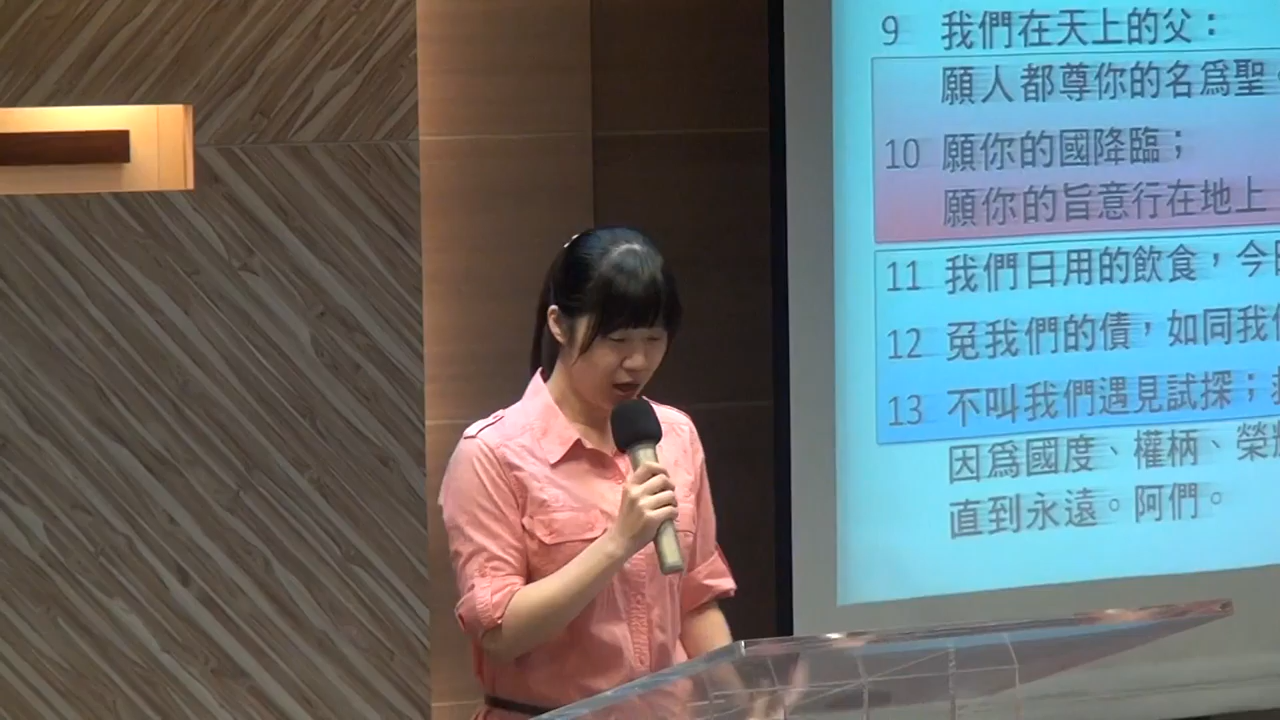 9 我們在天上的父：
願人都尊你的名爲聖
10 願你的國降臨；
願你的旨意行在地上
11 我們日用的飲食，今
12 免我們的債，如同我
13 不叫我們遇見試探；
因爲國度、權柄、榮
直到永遠。阿們。